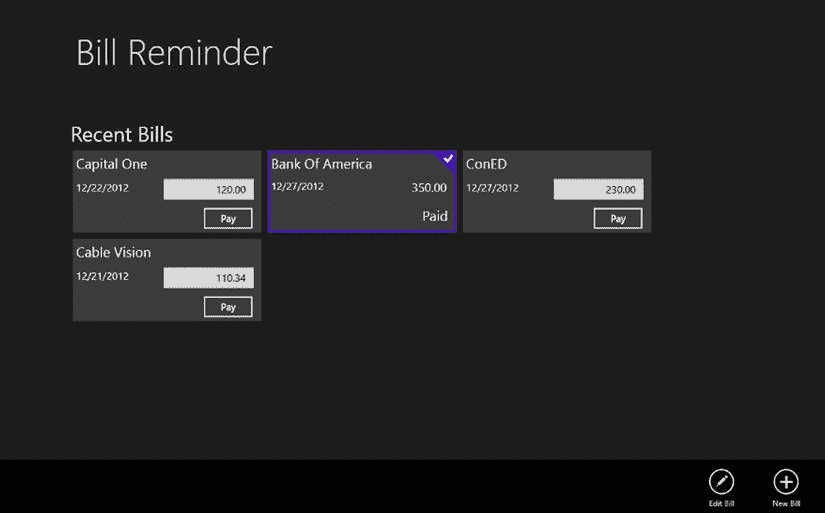 Bill Reminder
Recent Bills
Capital One
12/22/2012 120.00
Pay
Bank Of America
12/27/2012 350.00
Paid
ConED
12/27/2012 230.00
Pay
Cable Vision
12/21/2012 110.34
Pay
Edit Bill
New Bill